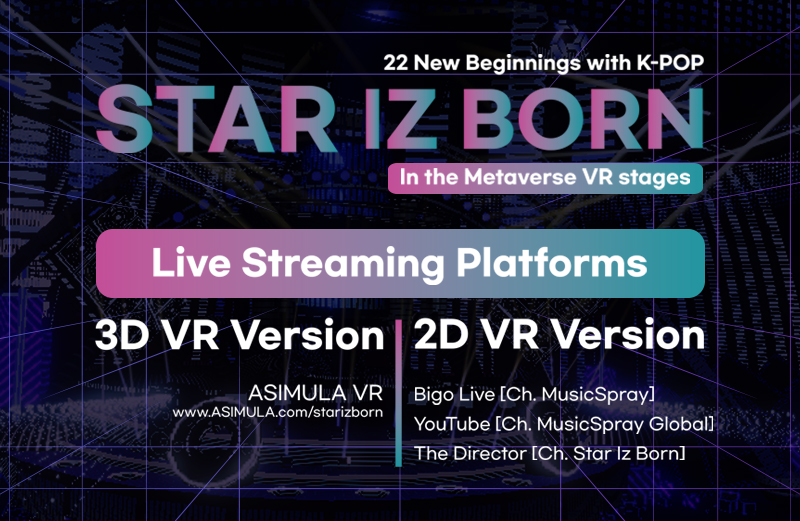 22 New Beginnings with K-POP
STAR IZ BORN
In the Metaverse VR stages
Live Streaming Platforms
3D VR Version
ASIMULA VR
www.ASIMULA.com/starizborn
2D VR Version
Bigo Live [Ch. MusicSpray]
YouTube [Ch. MusicSpray Global]
The Director [Ch. Star Iz Born]